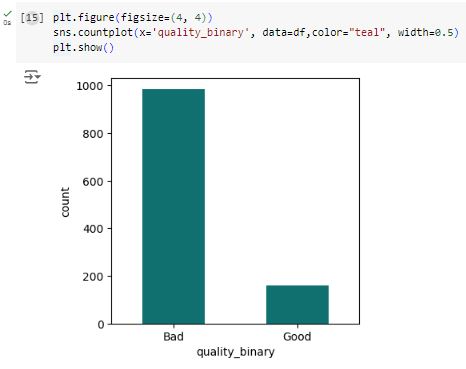 [15] plt.figure(figsize=(4, 4))
sns.countplot(x='quality_binary', data=df,color="teal", width=0.5)
plt.show()
0s
1000
800
600
400
200
0
count
Bad Good
quality_binary